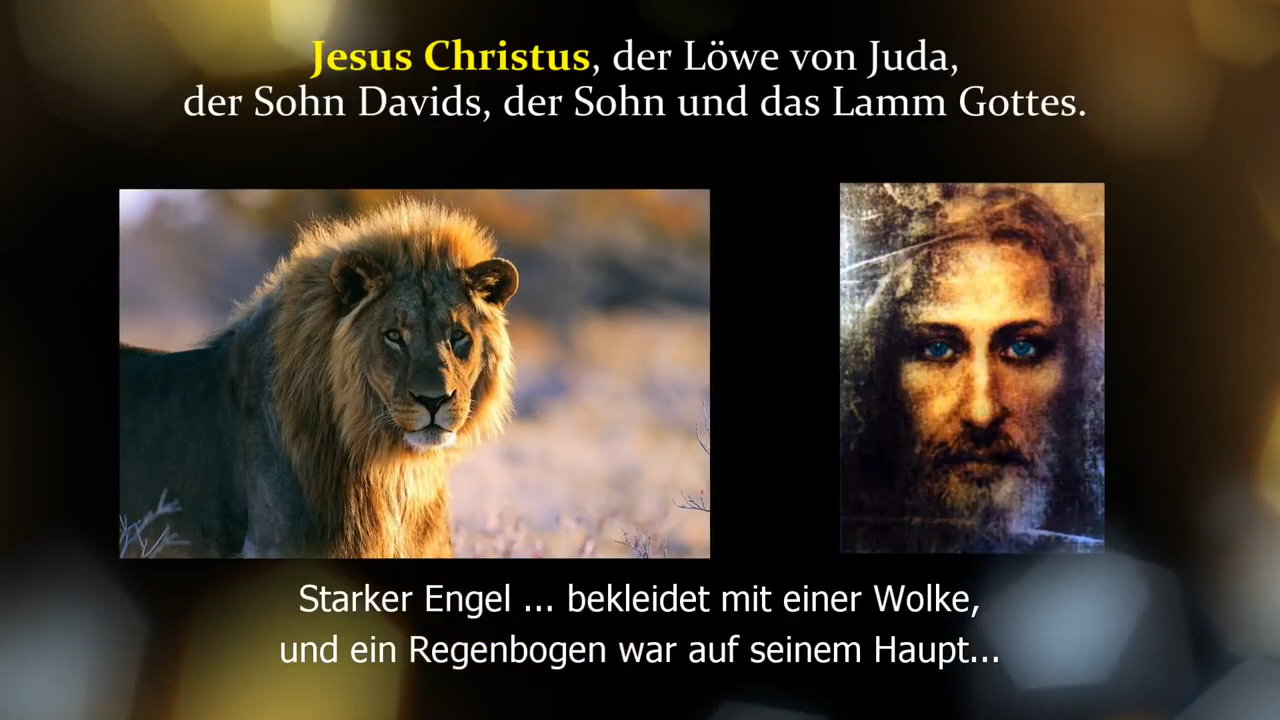 Jesus Christus, der Löwe von Juda,
der Sohn Davids, der Sohn und das Lamm Gottes.
Starker Engel ... bekleidet mit einer Wolke,
und ein Regenbogen war auf seinem Haupt...